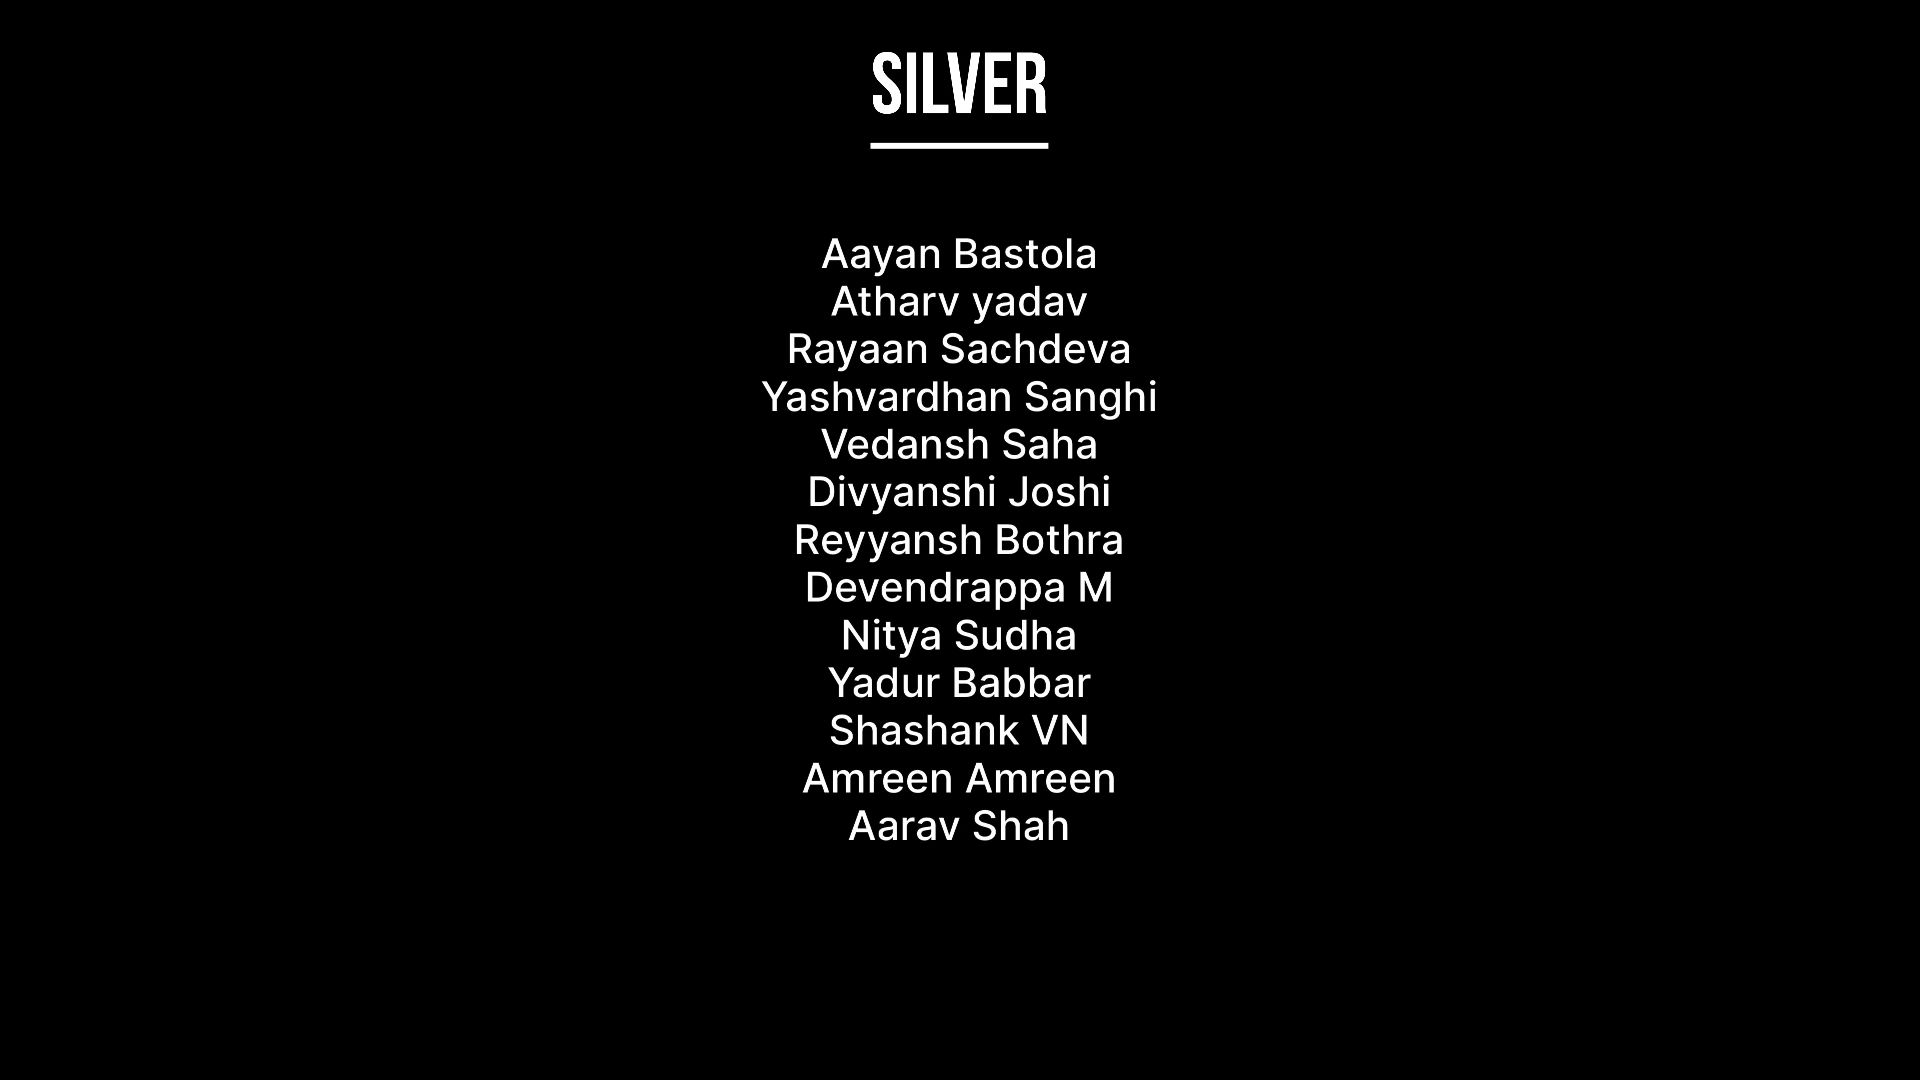 SILVER
Aayan Bastola
Atharv yadav
Rayaan Sachdeva
Yashvardhan Sanghi
Vedansh Saha
Divyanshi Joshi
Reyyansh Bothra
Devendrappa M
Nitya Sudha
Yadur Babbar
Shashank VN
Amreen Amreen
Aarav Shah